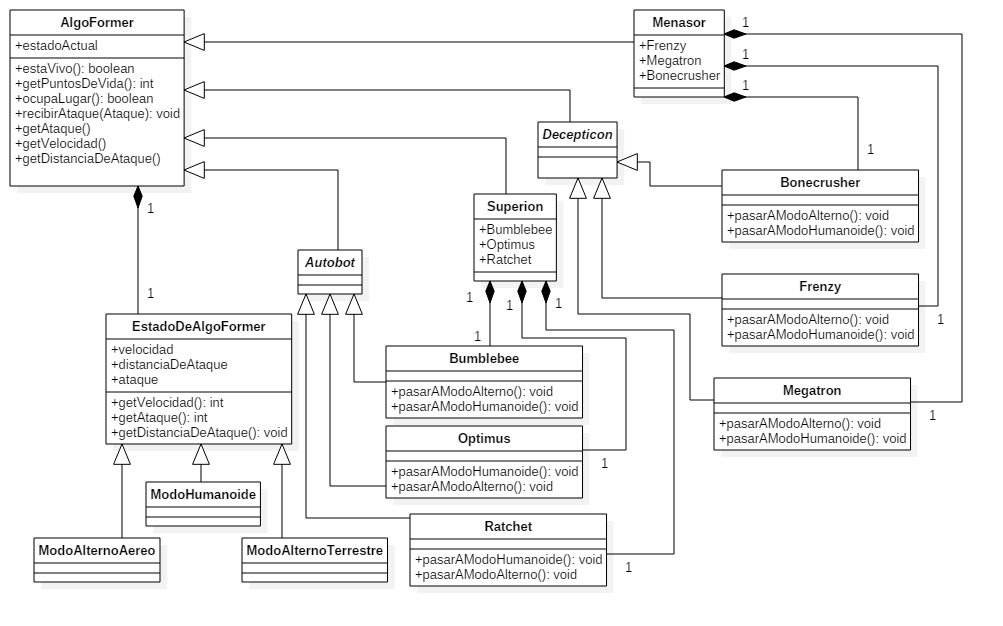 AlgoFormer
+estadoActual
+estaVivo(): boolean
+getPuntosDeVida(): int
+ocupaLugar(): boolean
+recibirAtaque(Ataque): void
+getAtaque()
+getVelocidad()
+getDistanciaDeAtaque()
1
1
Menasor
+Frenzy
+Megatron
+Bonecrusher
1
1
1
Decepticon
1
Bonecrusher
+pasarAModoAlterno(): void
+pasarAModoHumanoide(): void
Superion
+Bumblebee
+Optimus
+Ratchet
1
1
1
Autobot
Frenzy
+pasarAModoAlterno(): void
+pasarAModoHumanoide(): void
1
EstadoDeAlgoFormer
+velocidad
+distanciaDeAtaque
+ataque
+getVelocidad(): int
+getAtaque(): int
+getDistanciaDeAtaque(): void
1
Bumblebee
+pasarAModoAlterno(): void
+pasarAModoHumanoide(): void
Megatron
+pasarAModoAlterno(): void
+pasarAModoHumanoide(): void
1
Optimus
+pasarAModoHumanoide(): void
+pasarAModoAlterno(): void
1
ModoHumanoide
ModoAlternoAereo
ModoAlternoTerrestre
Ratchet
+pasarAModoHumanoide(): void
+pasarAModoAlterno(): void
1